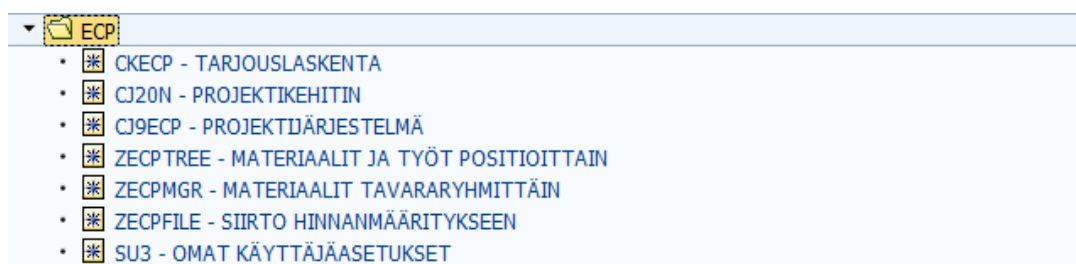 ECP
CKECP - TARJOUSLASKENTA
CJ20N - PROJEKTIKEHITIN
CJ9ECP - PROJEKTIJÄRJESTELMÄ
ZECPTREE - MATERIAALIT JA TYÖT POSITIOITTAIN
ZECPMGR - MATERIAALIT TAVARARYHMITTÄIN
ZECPFILE - SIIRTO HINNANMÄÄRITYKSEEN
SU3 - OMAT KÄYTTÄJÄASETUKSET